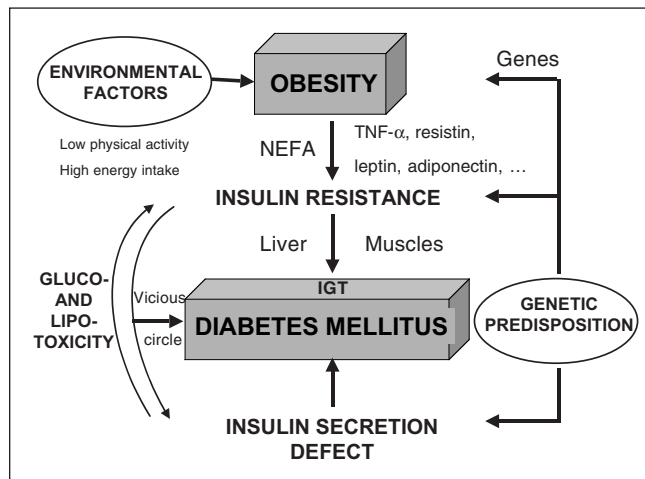 ENVIRONMENTAL
FACTORS
OBESITY
Genes
Low physical activity
High energy intake
NEFA
TNF-α, resistin,
leptin, adiponectin, ...
INSULIN RESISTANCE
Liver
Muscles
GLUCO-
AND
LIPO-
TOXICITY
Vicious
circle
IGT
DIABETES MELLITUS
GENETIC
PREDISPOSITION
INSULIN SECRETION
DEFECT